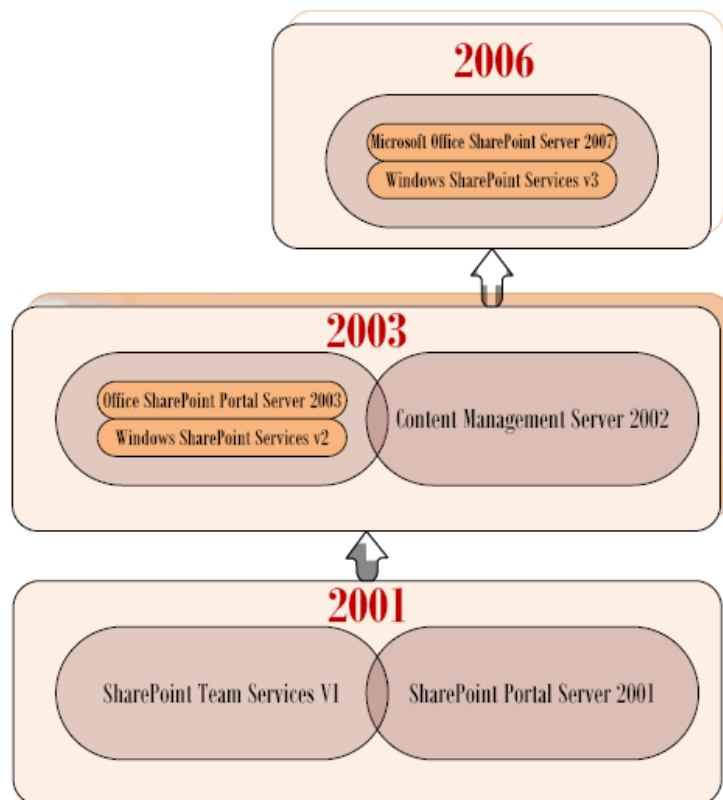 2006
Microsoft Office SharePoint Server 2007
Windows SharePoint Services v3
2003
Office SharePoint Portal Server 2003
Windows SharePoint Services v2
Content Management Server 2002
2001
SharePoint Team Services V1
SharePoint Portal Server 2001